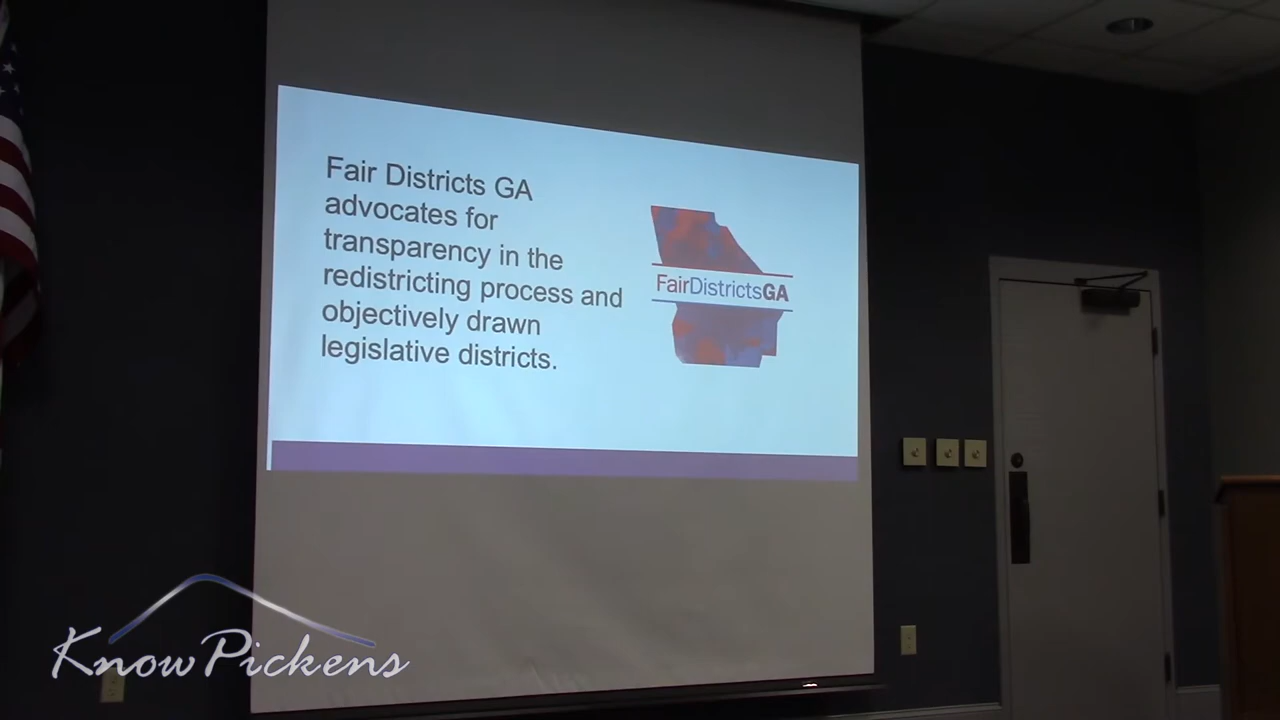 Fair Districts GA
advocates for
transparency in the
redistricting process and
objectively drawn
legislative districts.
FairDistrictsGA
KnowPickens